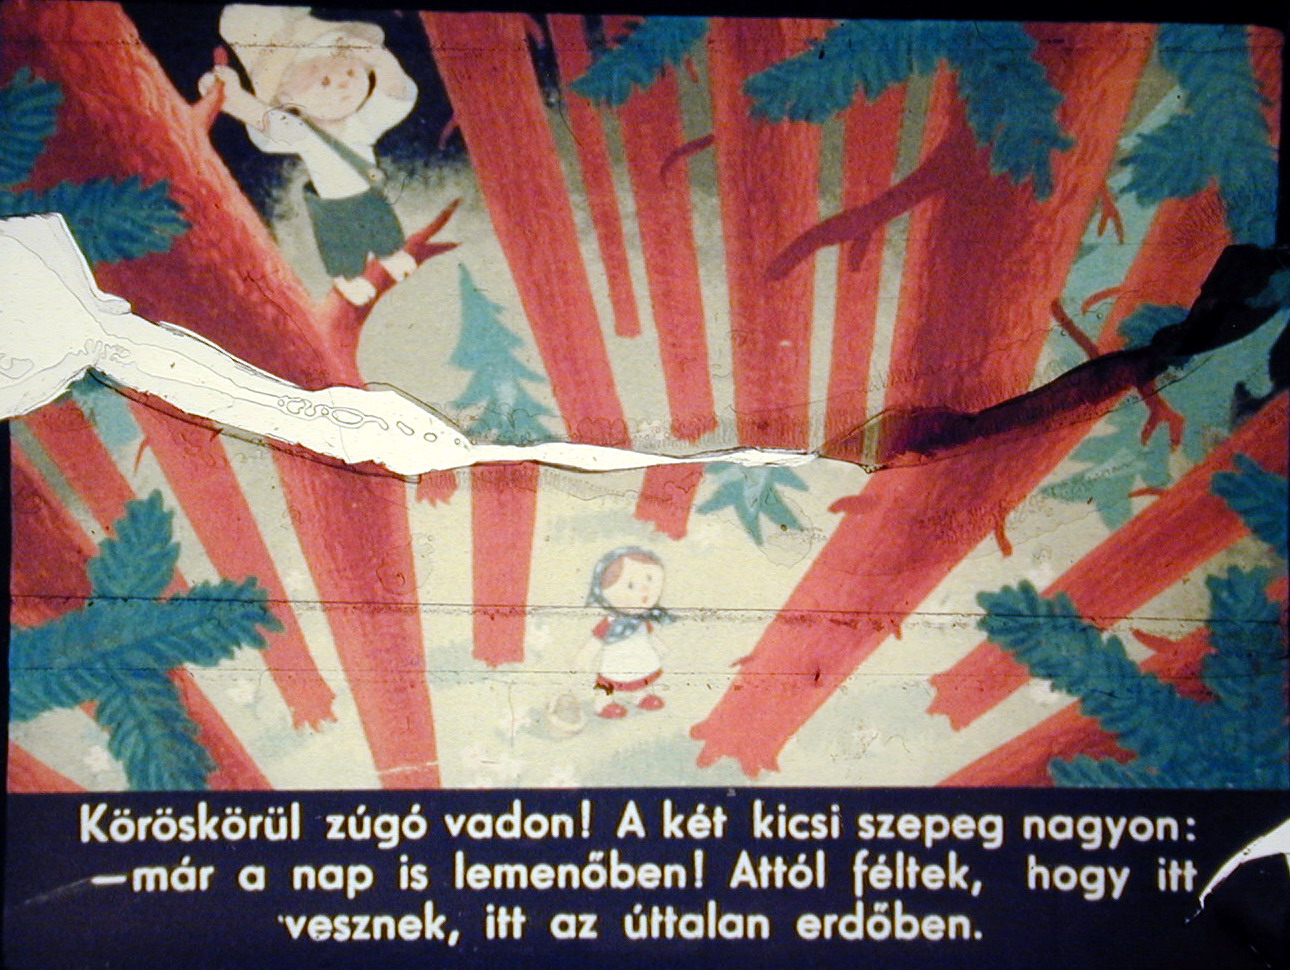 Köröskörül zúgó vadon! A két kicsi szepeg nagyon:
—már a nap is lemenőben! Attól féltek, hogy itt
vesznek, itt az úttalan erdőben.